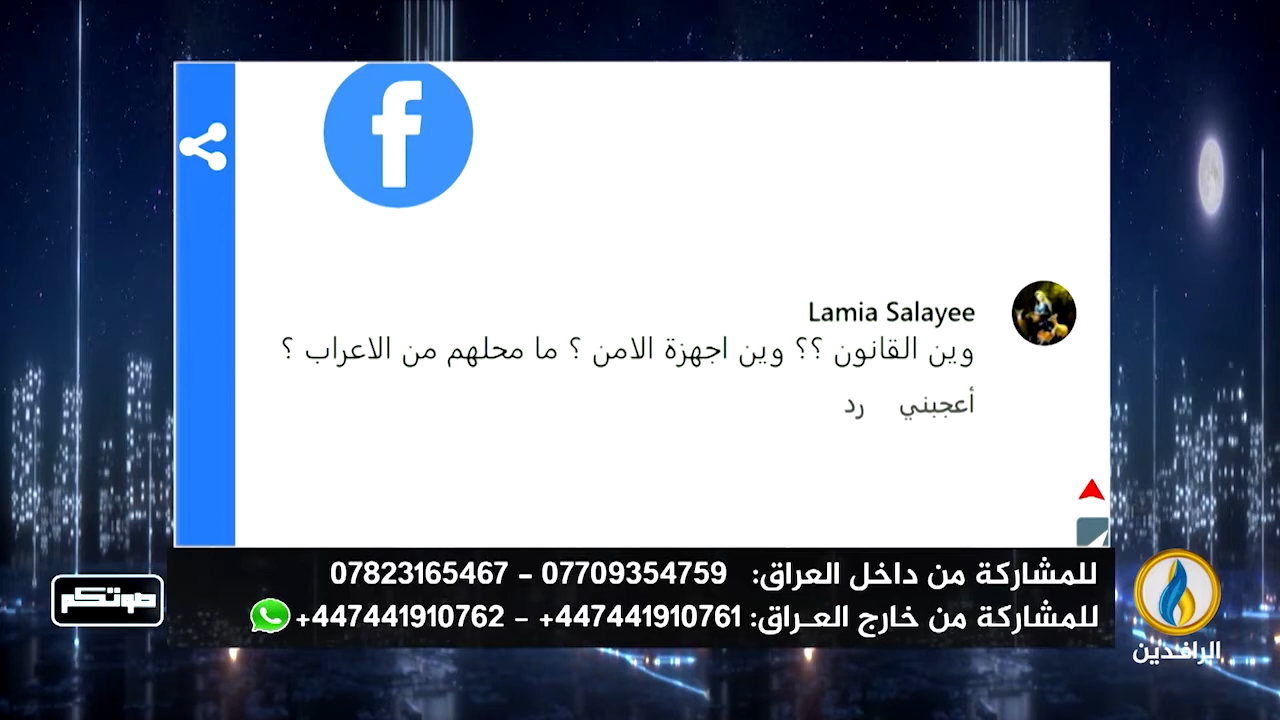 f
Lamia Salayee
وين القانون ؟؟ وين اجهزة الامن ؟ ما محلهم من الاعراب ؟
أعجبني رد
للمشاركة من داخل العراق: 07709354759 - 07823165467
للمشاركة من خارج العـراق: 447441910761+ - 447441910762+
صوتكم
الرافدين